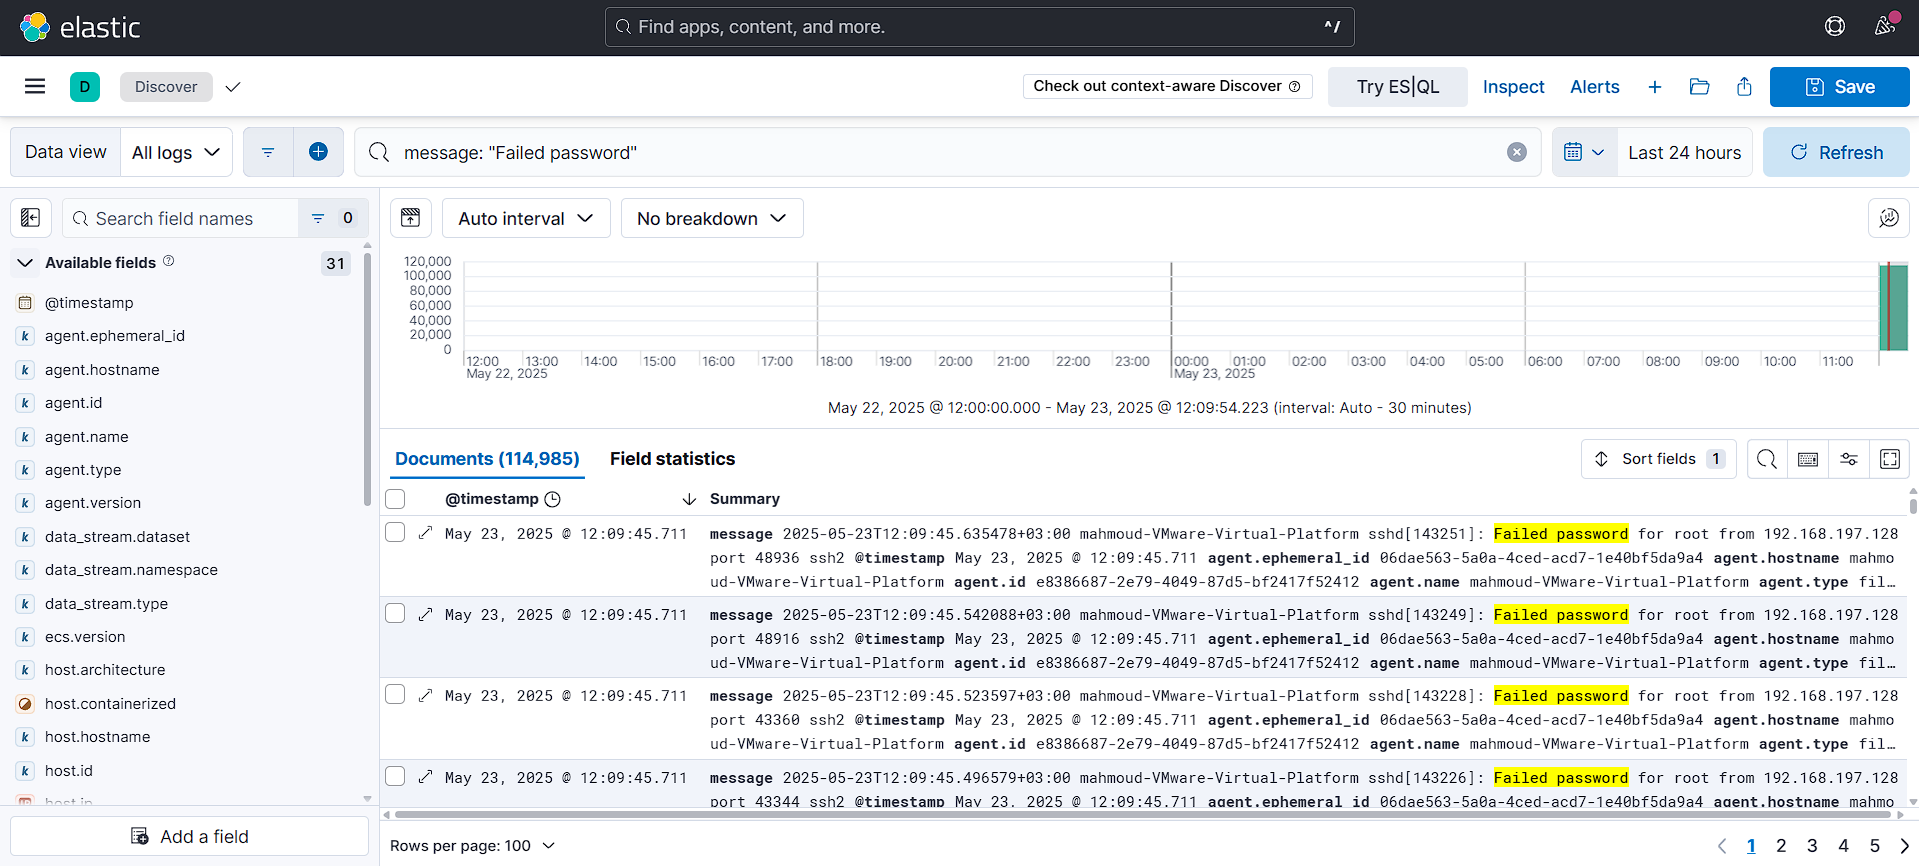 elastic
Find apps, content, and more.
^/
D
Discover
Check out context-aware Discover
Try ES|QL
Inspect
Alerts
Save
Data view
All logs
message: "Failed password"
Last 24 hours
Refresh
Search field names
0
Auto interval
No breakdown
Available fields
31
@timestamp
agent.ephemeral_id
agent.hostname
agent.id
agent.name
agent.type
agent.version
data_stream.dataset
data_stream.namespace
data_stream.type
ecs.version
host.architecture
host.containerized
host.hostname
host.id
host.ip
Add a field
120,000
100,000
80,000
60,000
40,000
20,000
0
12:00 13:00 14:00 15:00 16:00 17:00 18:00 19:00 20:00 21:00 22:00 23:00 00:00 01:00 02:00 03:00 04:00 05:00 06:00 07:00 08:00 09:00 10:00 11:00
May 22, 2025 May 23, 2025
May 22, 2025 @ 12:00:00.000 - May 23, 2025 @ 12:09:54.223 (interval: Auto - 30 minutes)
Documents (114,985)
Field statistics
Sort fields 1
@timestamp
Summary
May 23, 2025 @ 12:09:45.711 message 2025-05-23T12:09:45.635478+03:00 mahmoud-VMware-Virtual-Platform sshd[143251]: Failed password for root from 192.168.197.128
port 48936 ssh2 @timestamp May 23, 2025 @ 12:09:45.711 agent.ephemeral_id 06dae563-5a0a-4ced-acd7-1e40bf5da9a4 agent.hostname mahmo
ud-VMware-Virtual-Platform agent.id e8386687-2e79-4049-87d5-bf2417f52412 agent.name mahmoud-VMware-Virtual-Platform agent.type fil…
May 23, 2025 @ 12:09:45.711 message 2025-05-23T12:09:45.542088+03:00 mahmoud-VMware-Virtual-Platform sshd[143249]: Failed password for root from 192.168.197.128
port 48916 ssh2 @timestamp May 23, 2025 @ 12:09:45.711 agent.ephemeral_id 06dae563-5a0a-4ced-acd7-1e40bf5da9a4 agent.hostname mahmo
ud-VMware-Virtual-Platform agent.id e8386687-2e79-4049-87d5-bf2417f52412 agent.name mahmoud-VMware-Virtual-Platform agent.type fil…
May 23, 2025 @ 12:09:45.711 message 2025-05-23T12:09:45.523597+03:00 mahmoud-VMware-Virtual-Platform sshd[143228]: Failed password for root from 192.168.197.128
port 43360 ssh2 @timestamp May 23, 2025 @ 12:09:45.711 agent.ephemeral_id 06dae563-5a0a-4ced-acd7-1e40bf5da9a4 agent.hostname mahmo
ud-VMware-Virtual-Platform agent.id e8386687-2e79-4049-87d5-bf2417f52412 agent.name mahmoud-VMware-Virtual-Platform agent.type fil…
May 23, 2025 @ 12:09:45.711 message 2025-05-23T12:09:45.496579+03:00 mahmoud-VMware-Virtual-Platform sshd[143226]: Failed password for root from 192.168.197.128
port 43344 ssh2 @timestamp May 23, 2025 @ 12:09:45.711 agent.ephemeral_id 06dae563-5a0a-4ced-acd7-1e40bf5da9a4 agent.hostname mahmo
Rows per page: 100
1 2 3 4 5